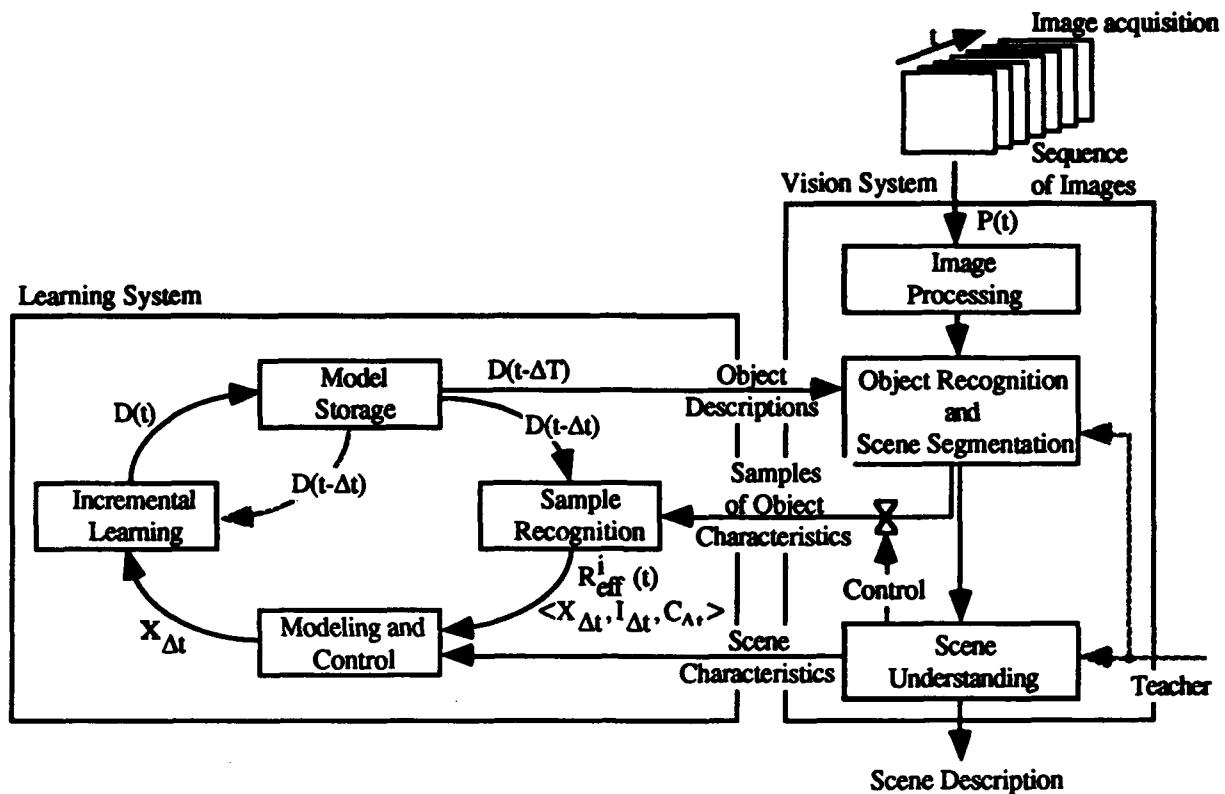 Image acquisition
t
Sequence
of Images
Vision System
P(t)
Image
Processing
Learning System
Model
Storage
D(t-ΔT)
Object
Descriptions
Object Recognition
and
Scene Segmentation
D(t)
D(t-Δt)
D(t-Δt)
Samples
of Object
Characteristics
Incremental
Learning
Sample
Recognition
R^i_eff (t)
<X_Δt, I_Δt, C_Δt>
Control
X_Δt
Modeling and
Control
Scene
Characteristics
Scene
Understanding
Teacher
Scene Description